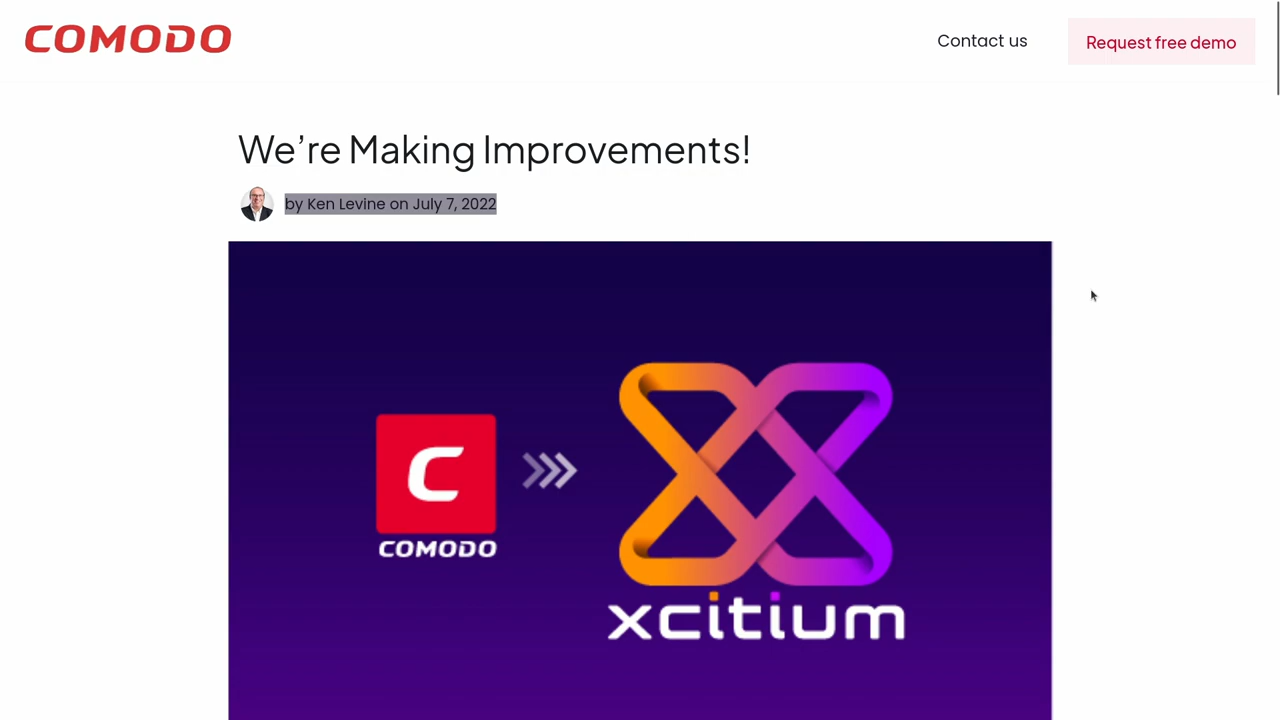 COMODO
Contact us
Request free demo
We’re Making Improvements!
by Ken Levine on July 7, 2022
C
COMODO
xcitium